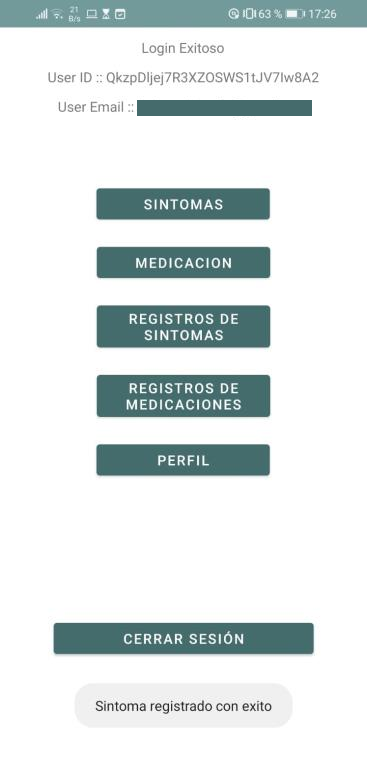 21 B/s 63 % 17:26
Login Exitoso
User ID :: QkzpDljej7R3XZOSWS1tJV7Iw8A2
User Email ::
SINTOMAS
MEDICACION
REGISTROS DE
SINTOMAS
REGISTROS DE
MEDICACIONES
PERFIL
CERRAR SESIÓN
Sintoma registrado con exito